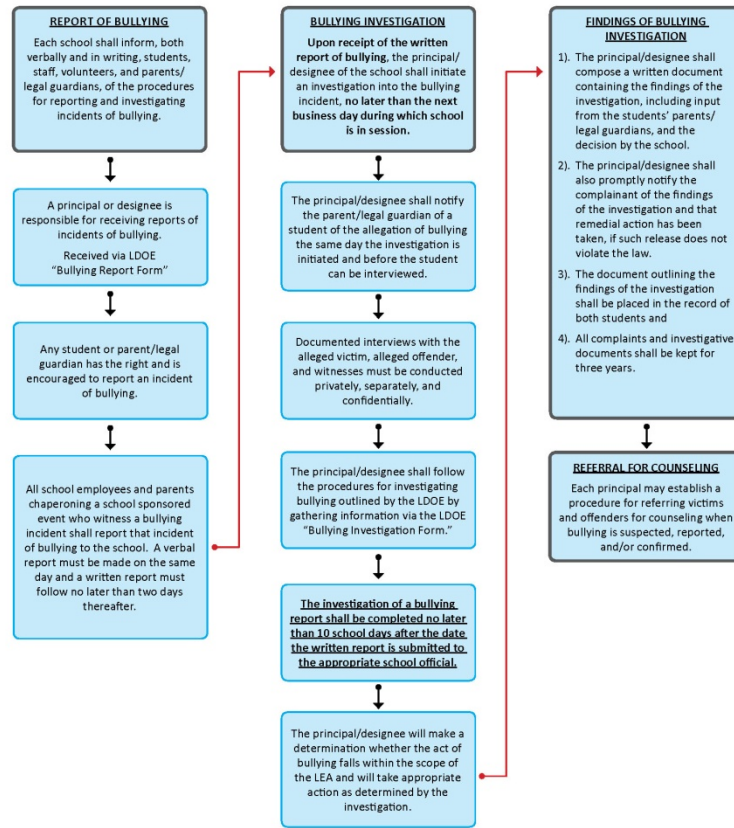 REPORT OF BULLYING
Each school shall inform, both
verbally and in writing, students,
staff, volunteers, and parents/
legal guardians, of the procedures
for reporting and investigating
incidents of bullying.
A principal or designee is
responsible for receiving reports of
incidents of bullying.
Received via LDOE
“Bullying Report Form”
Any student or parent/legal
guardian has the right and is
encouraged to report an incident
of bullying.
All school employees and parents
chaperoning a school sponsored
event who witness a bullying
incident shall report that incident
of bullying to the school. A verbal
report must be made on the same
day and a written report must
follow no later than two days
thereafter.
BULLYING INVESTIGATION
Upon receipt of the written
report of bullying, the principal/
designee of the school shall initiate
an investigation into the bullying
incident, no later than the next
business day during which school
is in session.
The principal/designee shall notify
the parent/legal guardian of a
student of the allegation of bullying
the same day the investigation is
initiated and before the student
can be interviewed.
Documented interviews with the
alleged victim, alleged offender,
and witnesses must be conducted
privately, separately, and
confidentially.
The principal/designee shall follow
the procedures for investigating
bullying outlined by the LDOE by
gathering information via the LDOE
“Bullying Investigation Form.”
The investigation of a bullying
report shall be completed no later
than 10 school days after the date
the written report is submitted to
the appropriate school official.
The principal/designee will make a
determination whether the act of
bullying falls within the scope of
the LEA and will take appropriate
action as determined by the
investigation.
FINDINGS OF BULLYING
INVESTIGATION
1). The principal/designee shall
compose a written document
containing the findings of the
investigation, including input
from the students’ parents/
legal guardians, and the
decision by the school.
2). The principal/designee shall
also promptly notify the
complainant of the findings
of the investigation and that
remedial action has been
taken, if such release does not
violate the law.
3). The document outlining the
findings of the investigation
shall be placed in the record of
both students and
4). All complaints and investigative
documents shall be kept for
three years.
REFERRAL FOR COUNSELING
Each principal may establish a
procedure for referring victims
and offenders for counseling when
bullying is suspected, reported,
and/or confirmed.